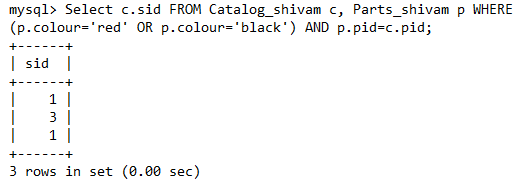 mysql> Select c.sid FROM Catalog_shivam c, Parts_shivam p WHERE
(p.colour='red' OR p.colour='black') AND p.pid=c.pid;
+------+
| sid  |
+------+
|    1 |
|    3 |
|    1 |
+------+
3 rows in set (0.00 sec)